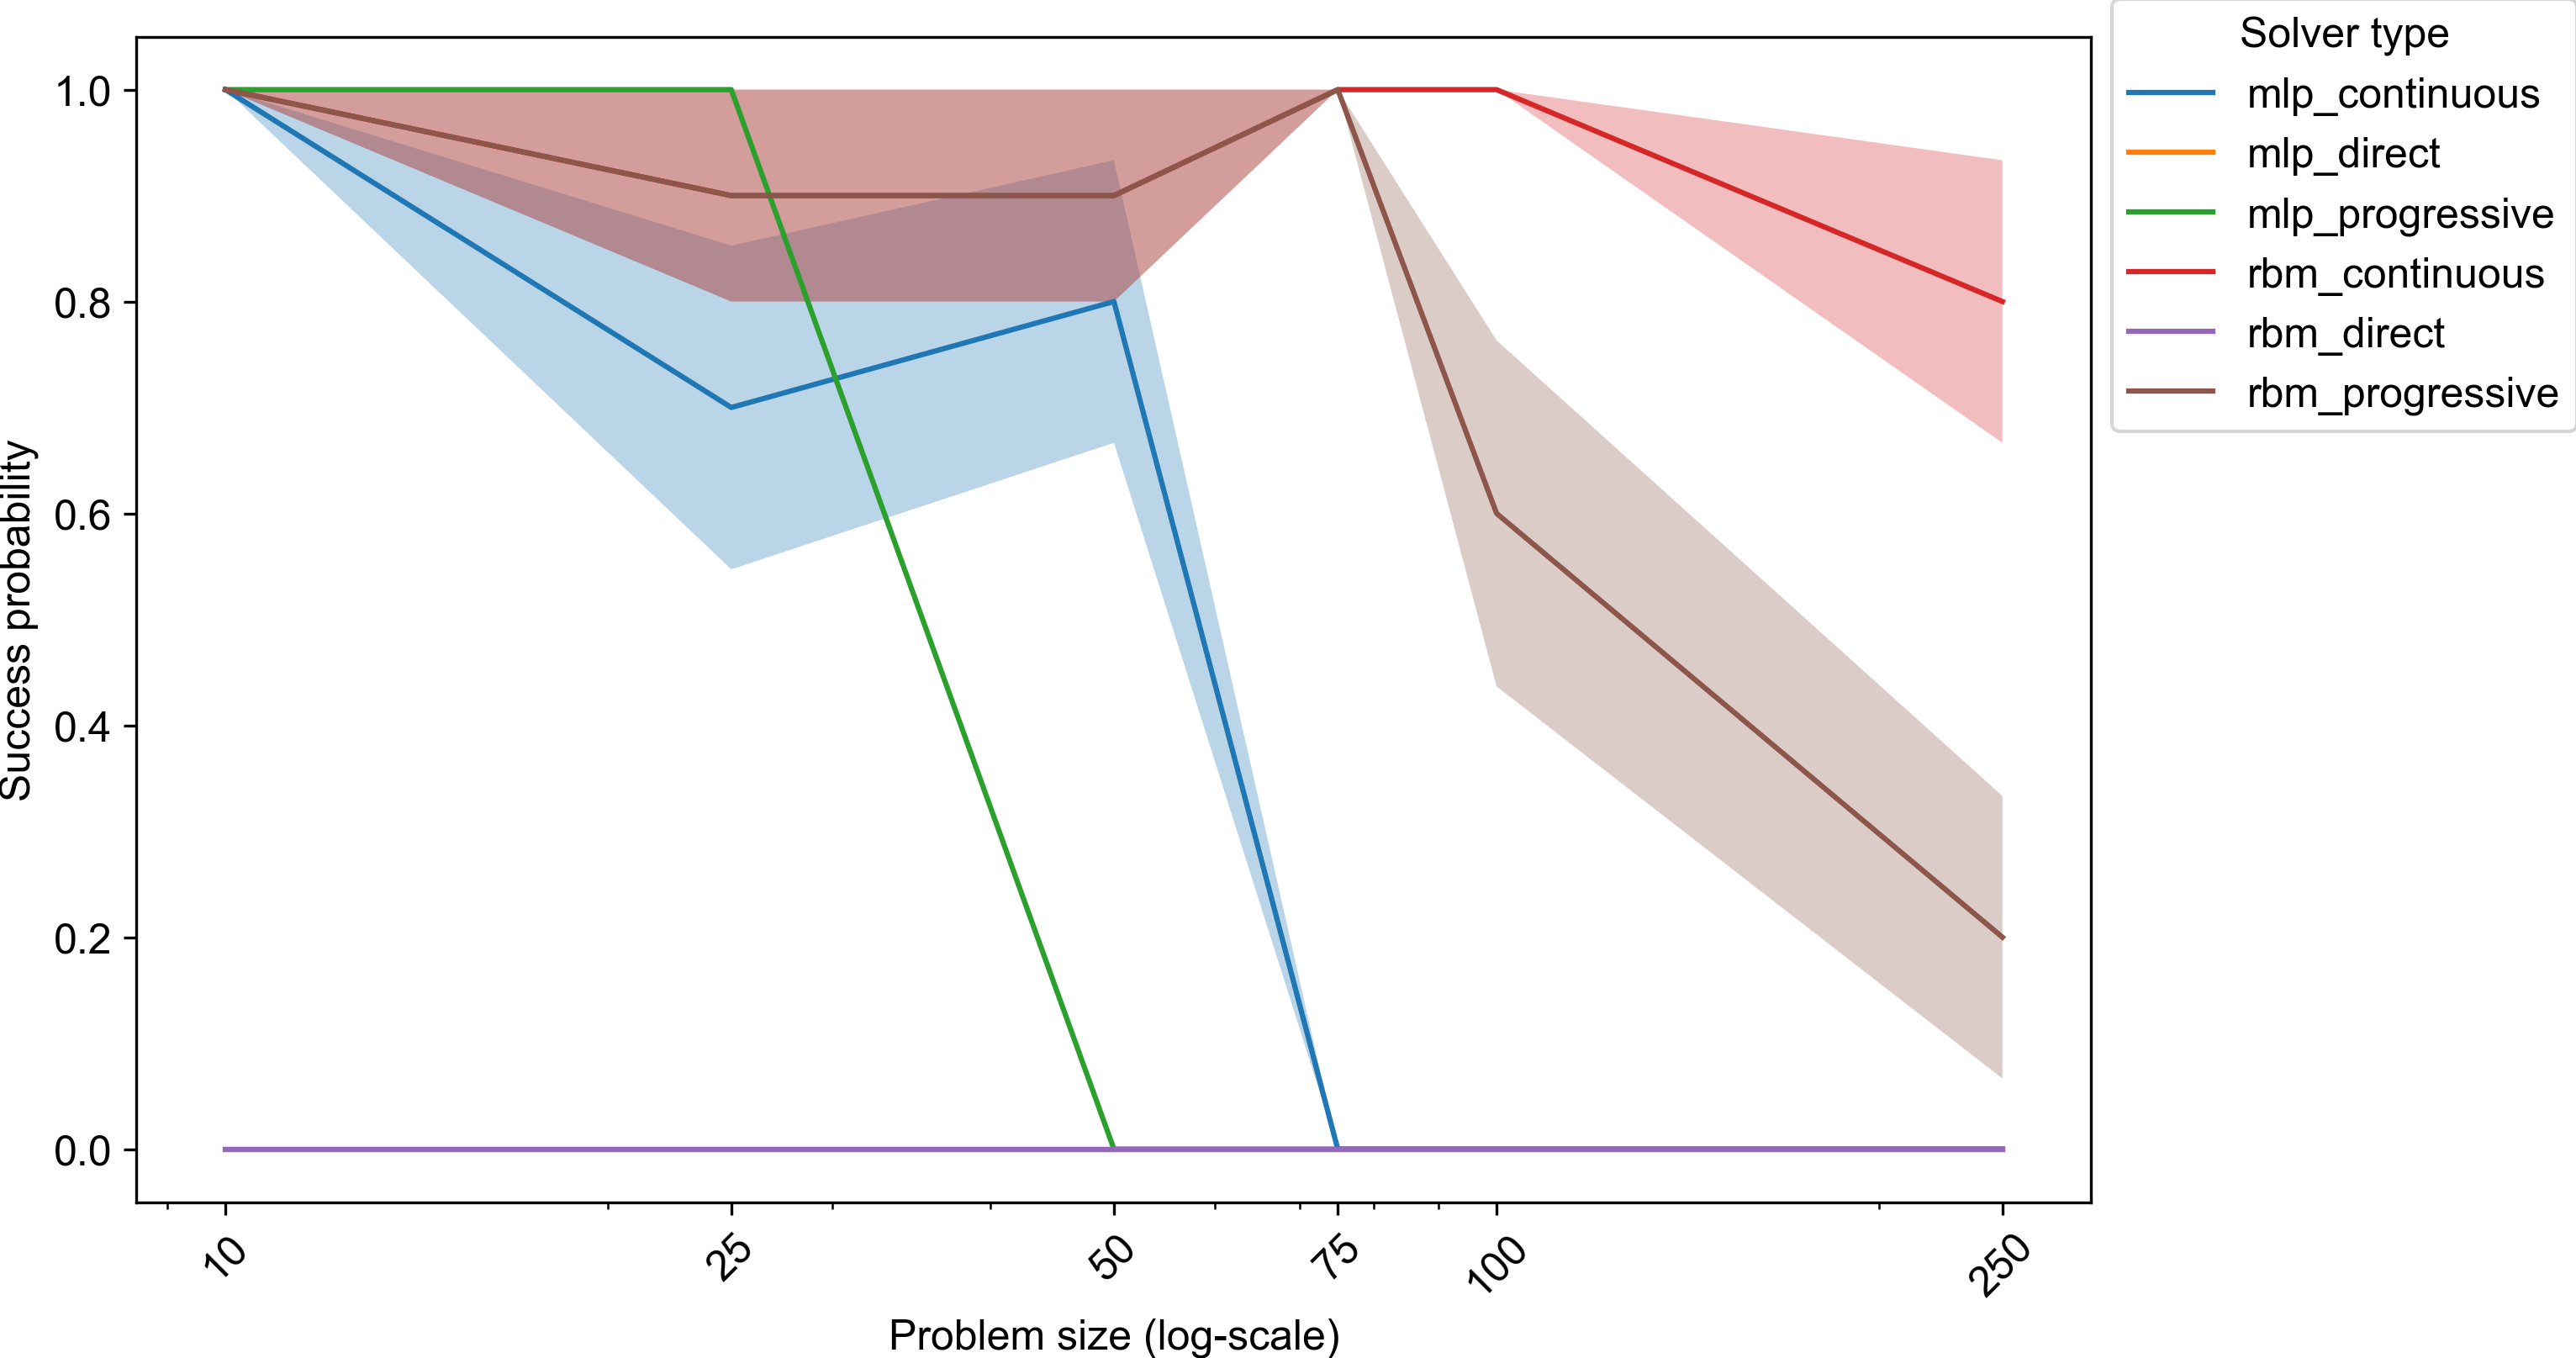 Solver type
mlp_continuous
mlp_direct
mlp_progressive
rbm_continuous
rbm_direct
rbm_progressive
Success probability
1.0
0.8
0.6
0.4
0.2
0.0
10
25
50
75
100
250
Problem size (log-scale)